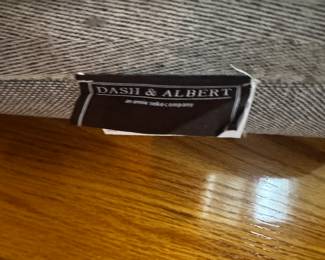 DASH & ALBERT
an annie selke company